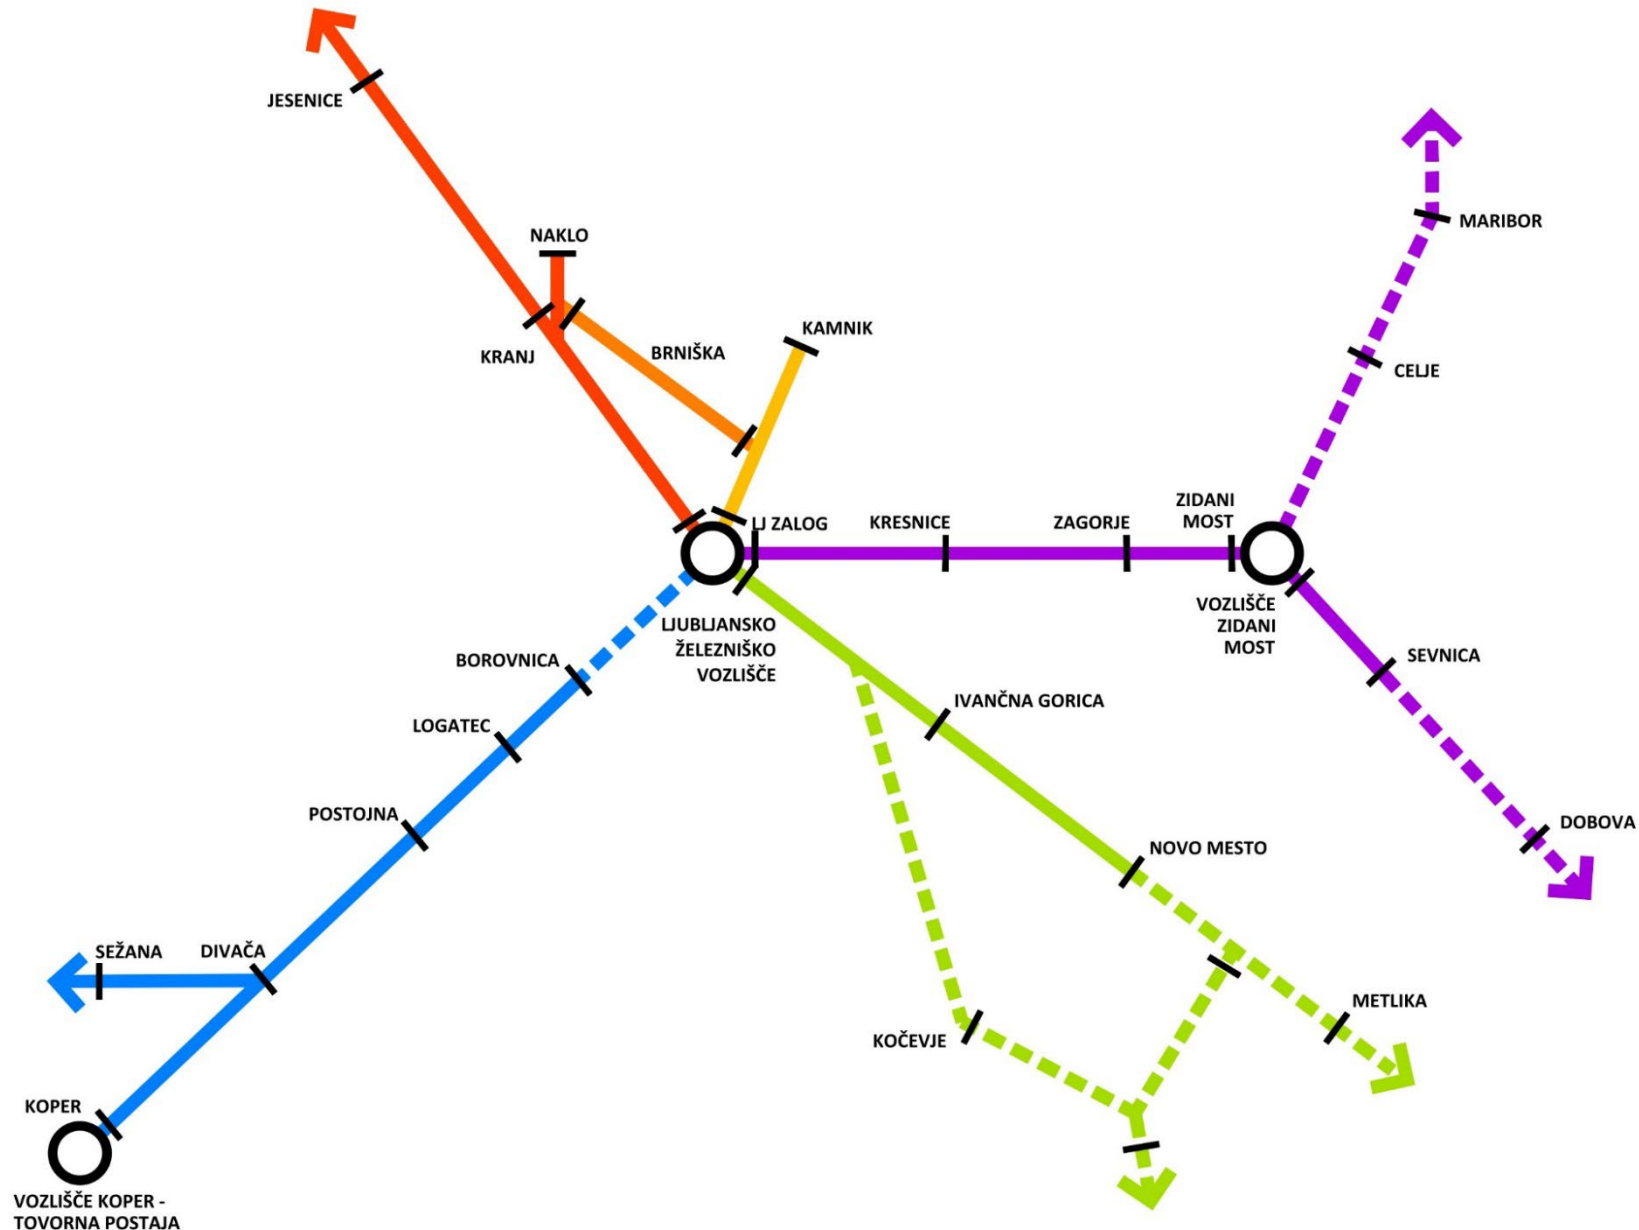 JESENICE
NAKLO
KRANJ
BRNIŠKA
KAMNIK
MARIBOR
CELJE
LJ ZALOG
KRESNICE
ZAGORJE
ZIDANI
MOST
VOZLIŠČE
ZIDANI
MOST
LJUBLJANSKO
ŽELEZNIŠKO
VOZLIŠČE
BOROVNICA
SEVNICA
IVANČNA GORICA
LOGATEC
POSTOJNA
DOBOVA
NOVO MESTO
SEŽANA
DIVAČA
METLIKA
KOČEVJE
KOPER
VOZLIŠČE KOPER -
TOVORNA POSTAJA